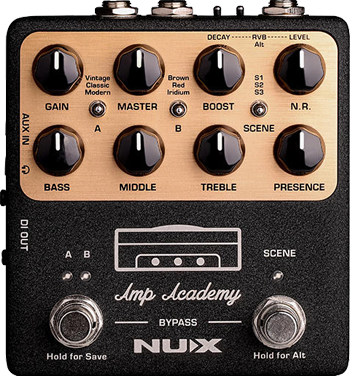 DECAY RVB LEVEL
Alt
Vintage
Classic
Modern
Brown
Red
Iridium
S1
S2
S3
GAIN MASTER BOOST N.R.
A B SCENE
AUX IN
BASS MIDDLE TREBLE PRESENCE
DI OUT
A B SCENE
Amp Academy
BYPASS
Hold for Save NUX Hold for Alt